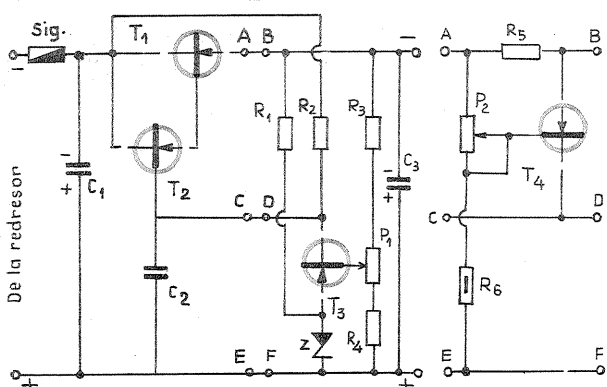 Sig.
T1
A B
−
−
R1 R2 R3
T2
C1
−
+
C3
−
+
C D
T3
P1
C2
Z
R4
E F
+
+
De la redresor
A
R5
B
P2
T4
C
D
R6
E
F